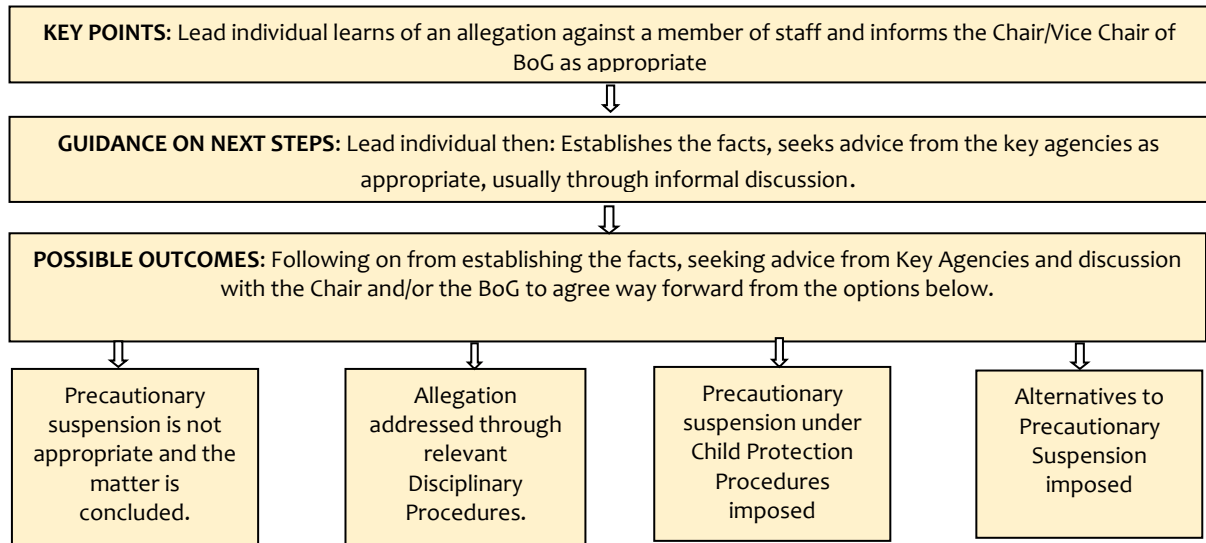 KEY POINTS: Lead individual learns of an allegation against a member of staff and informs the Chair/Vice Chair of
BoG as appropriate
GUIDANCE ON NEXT STEPS: Lead individual then: Establishes the facts, seeks advice from the key agencies as
appropriate, usually through informal discussion.
POSSIBLE OUTCOMES: Following on from establishing the facts, seeking advice from Key Agencies and discussion
with the Chair and/or the BoG to agree way forward from the options below.
Precautionary
suspension is not
appropriate and the
matter is
concluded.
Allegation
addressed through
relevant
Disciplinary
Procedures.
Precautionary
suspension under
Child Protection
Procedures
imposed
Alternatives to
Precautionary
Suspension
imposed